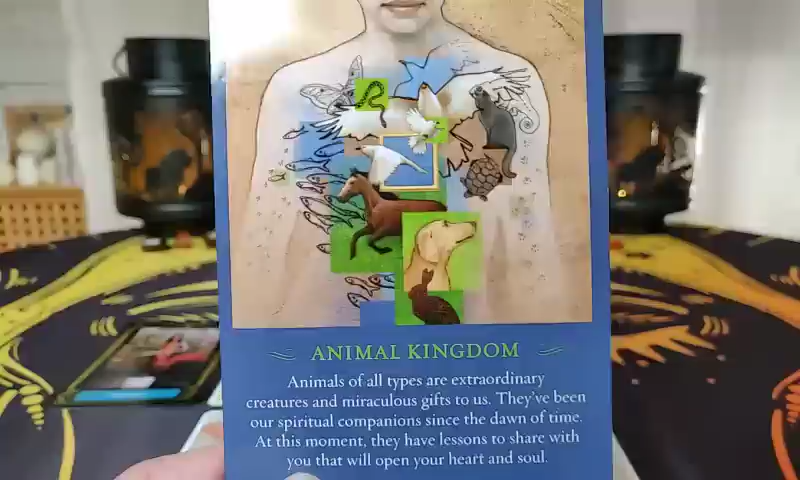 ANIMAL KINGDOM
Animals of all types are extraordinary
creatures and miraculous gifts to us. They've been
our spiritual companions since the dawn of time.
At this moment, they have lessons to share with
you that will open your heart and soul.